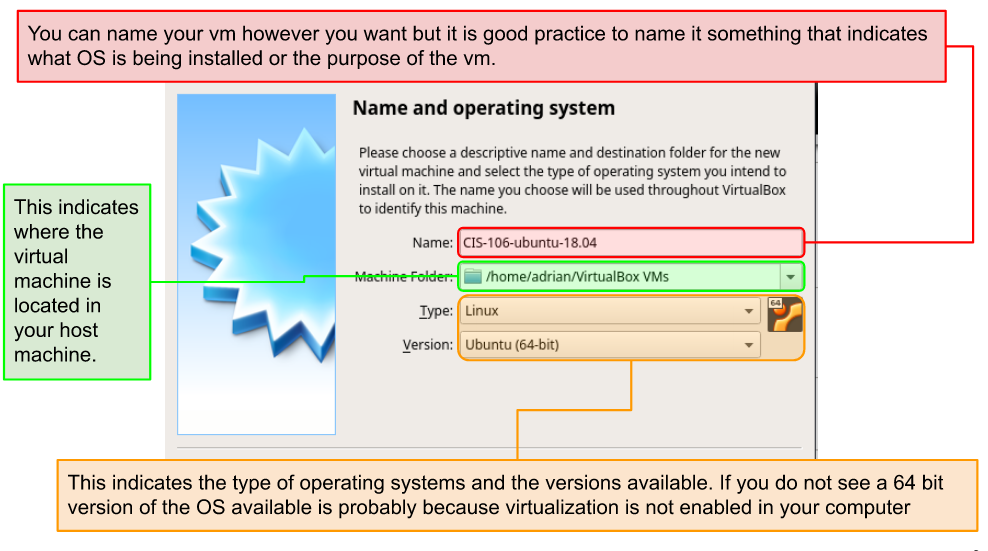 You can name your vm however you want but it is good practice to name it something that indicates
what OS is being installed or the purpose of the vm.
Name and operating system
Please choose a descriptive name and destination folder for the new
virtual machine and select the type of operating system you intend to
install on it. The name you choose will be used throughout VirtualBox
to identify this machine.
This indicates
where the
virtual
machine is
located in
your host
machine.
Name: CIS-106-ubuntu-18.04
Machine Folder: /home/adrian/VirtualBox VMs
Type: Linux
64
Version: Ubuntu (64-bit)
This indicates the type of operating systems and the versions available. If you do not see a 64 bit
version of the OS available is probably because virtualization is not enabled in your computer